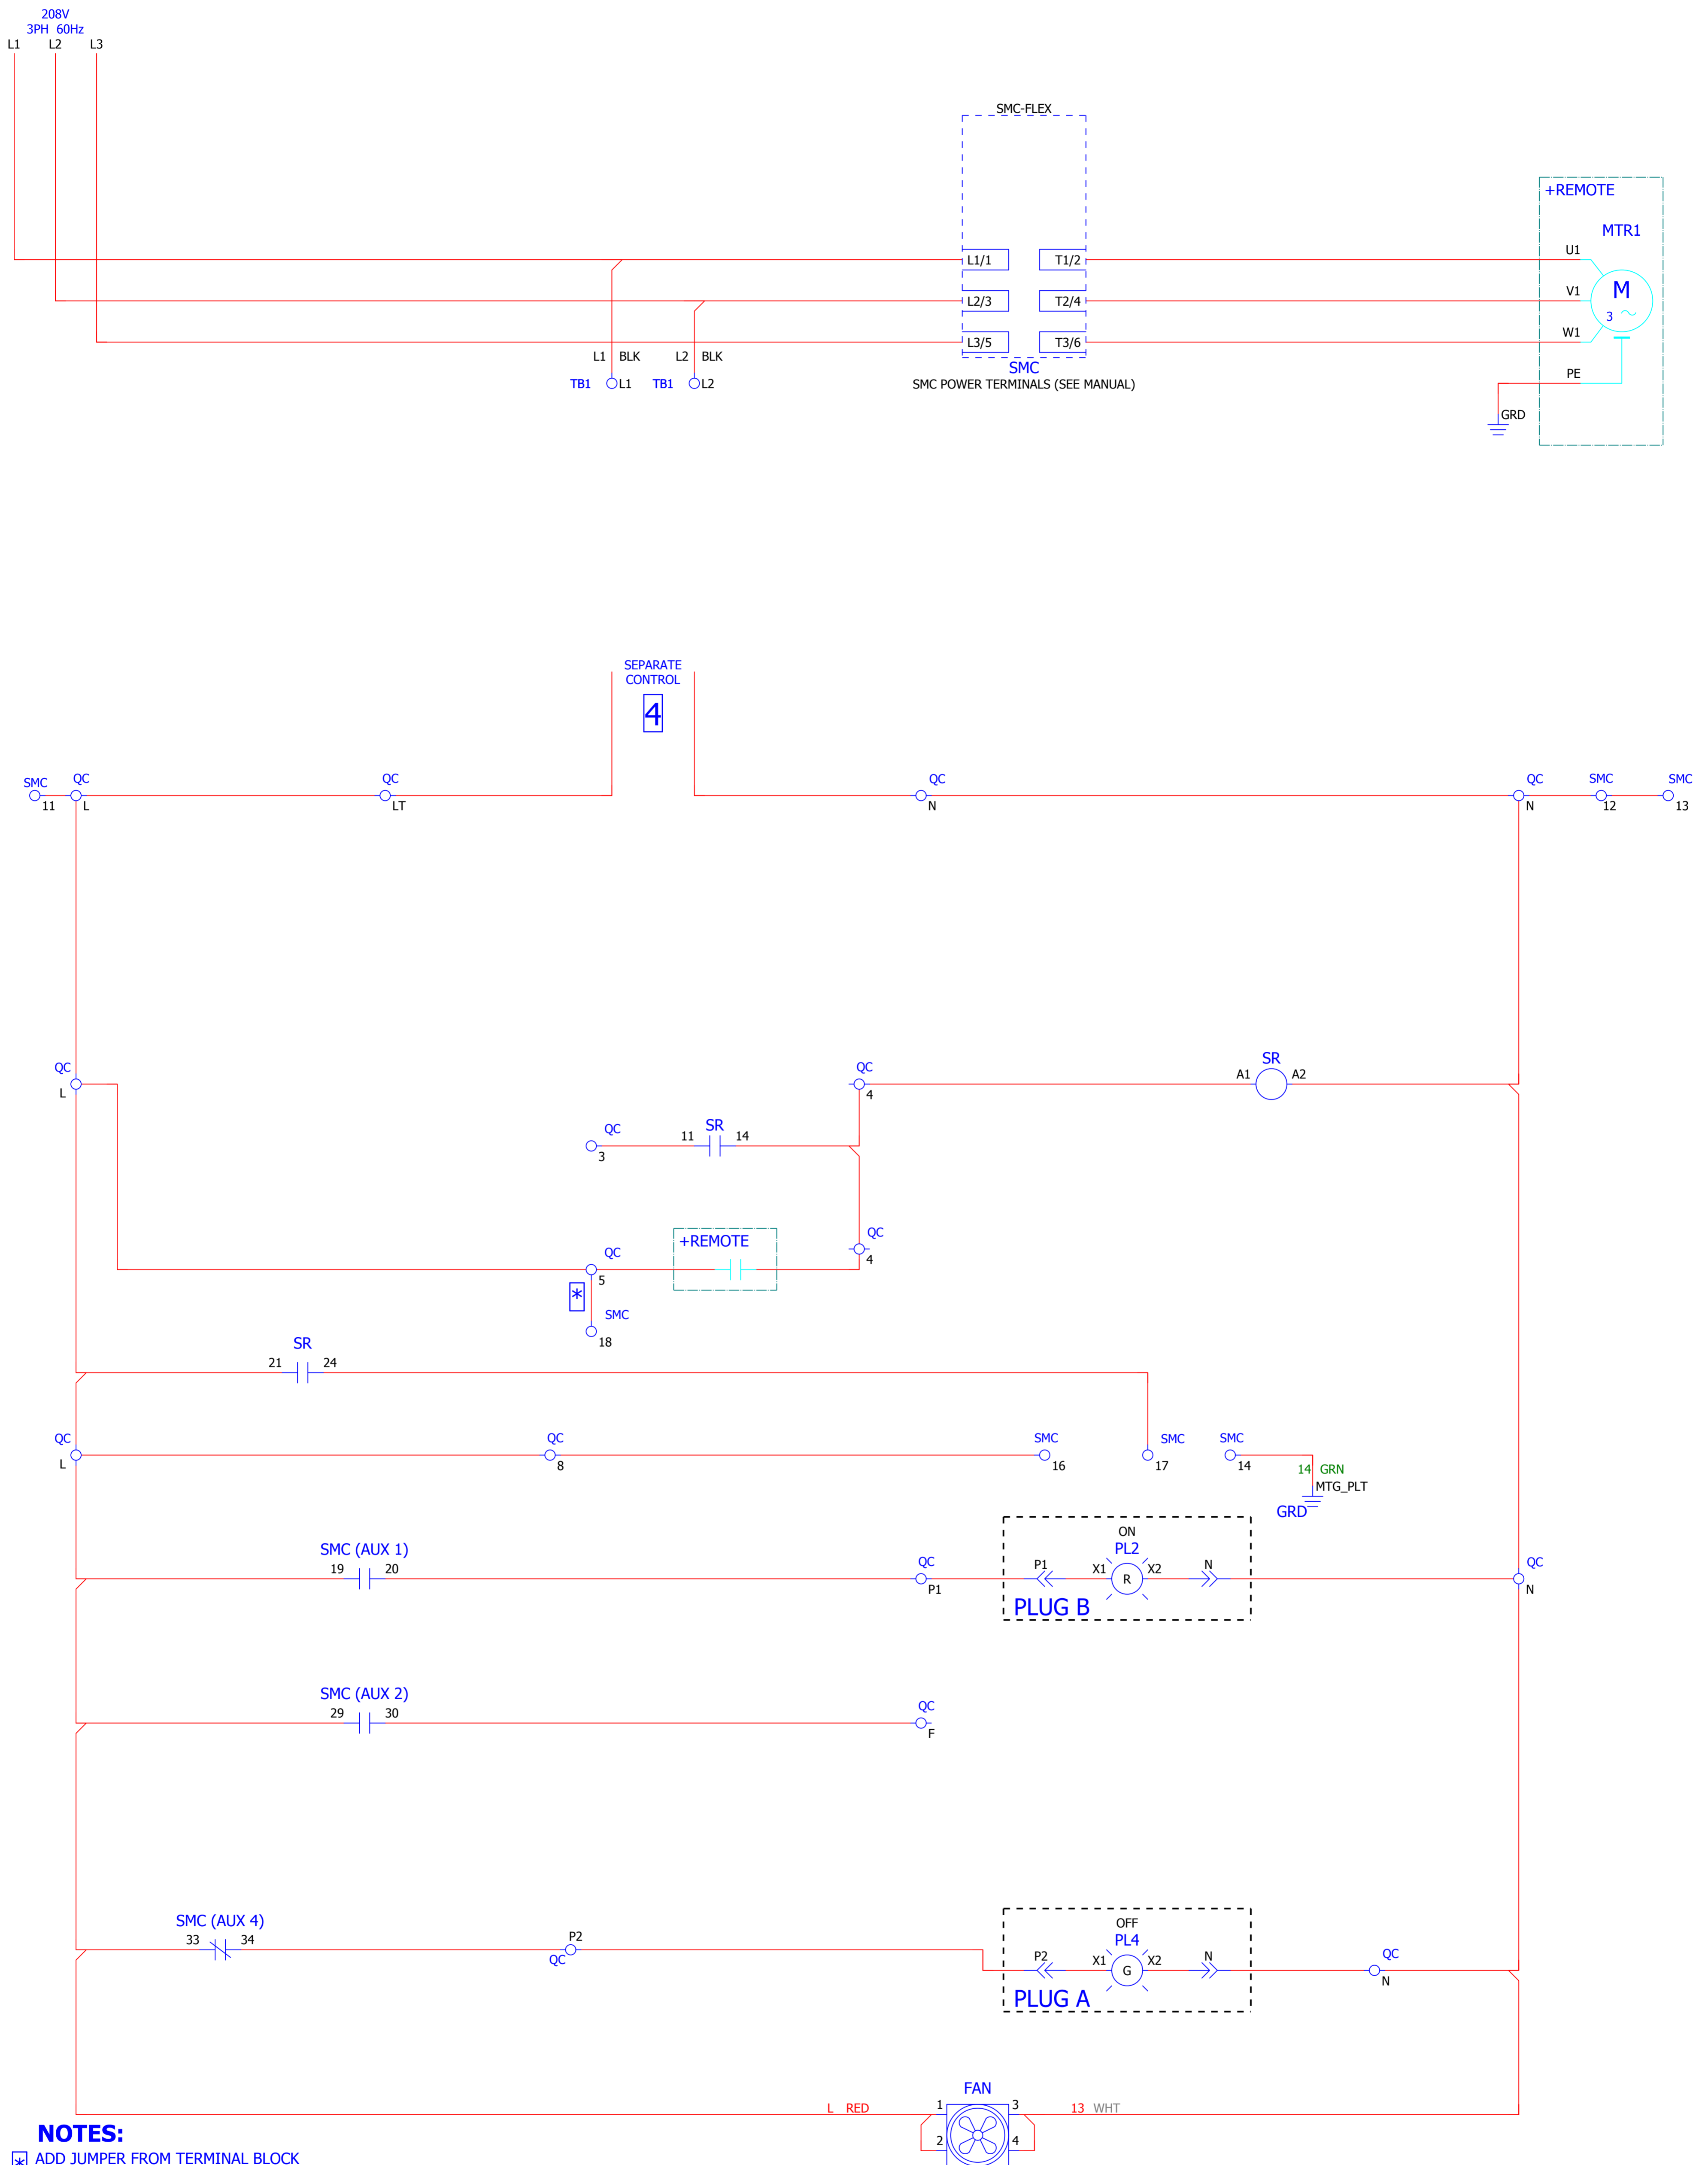 208V
3PH 60Hz
L1 L2 L3
SMC-FLEX
+REMOTE
MTR1
L1/1 T1/2 U1
L2/3 T2/4 V1 M
3
L3/5 T3/6 W1
L1 BLK L2 BLK
SMC
PE
TB1 L1 TB1 L2
SMC POWER TERMINALS (SEE MANUAL)
GRD
SEPARATE
CONTROL
4
SMC QC QC QC QC SMC SMC
11 L LT N N 12 13
QC QC SR
L 4 A1 A2
QC SR
3 11 14
QC
4
+REMOTE
QC
5
*
SMC
18
SR
21 24
QC QC SMC SMC SMC
L 8 16 17 14
14 GRN
MTG_PLT
GRD
ON
SMC (AUX 1) PL2
19 20 QC P1 X1 R X2 N QC
P1 N
PLUG B
SMC (AUX 2)
29 30 QC
F
OFF
SMC (AUX 4) PL4
33 34 P2
QC
P2 X1 G X2 N QC
N
PLUG A
FAN
L RED 1 3 13 WHT
2 4
NOTES:
* ADD JUMPER FROM TERMINAL BLOCK